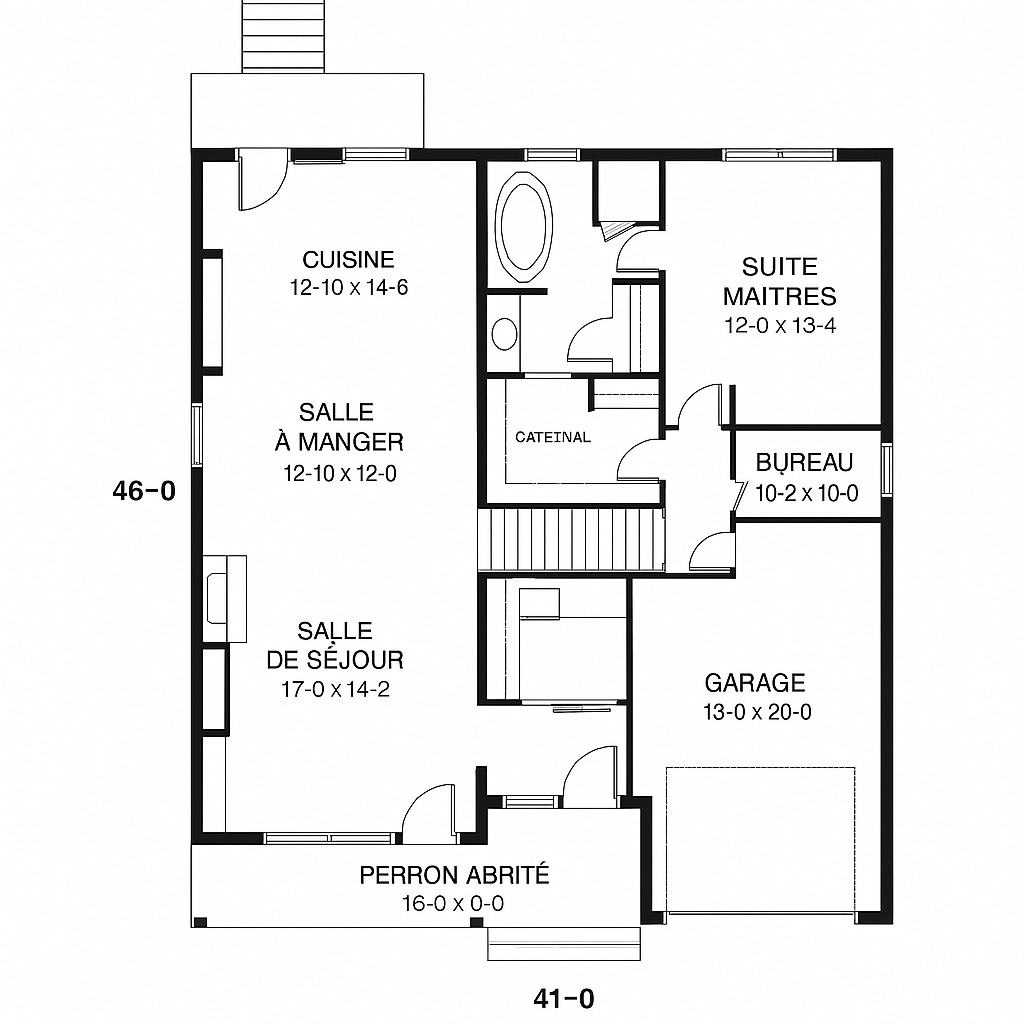 CUISINE
12-10 x 14-6
SUITE
MAITRES
12-0 x 13-4
SALLE
À MANGER
12-10 x 12-0
CATEINAL
BUREAU
10-2 x 10-0
46-0
SALLE
DE SÉJOUR
17-0 x 14-2
GARAGE
13-0 x 20-0
PERRON ABRITÉ
16-0 x 0-0
41-0